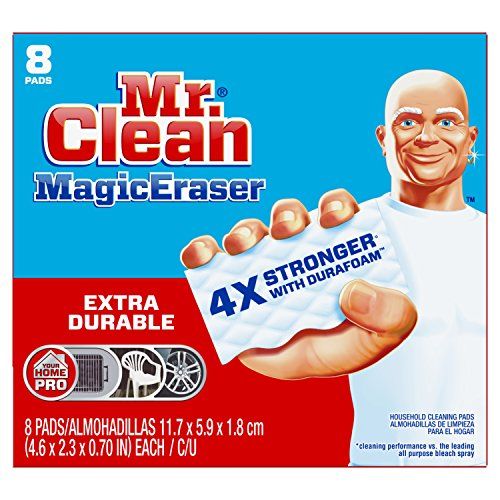 8
PADS
Mr.®
Clean
MagicEraser
™
4X STRONGER*
WITH DURAFOAM™
EXTRA
DURABLE
YOUR
HOME
PRO
8 PADS/ALMOHADILLAS 11.7 x 5.9 x 1.8 cm
(4.6 x 2.3 x 0.70 IN) EACH / C/U
HOUSEHOLD CLEANING PADS
ALMOHADILLAS DE LIMPIEZA
PARA EL HOGAR
*cleaning performance vs. the leading
all purpose bleach spray